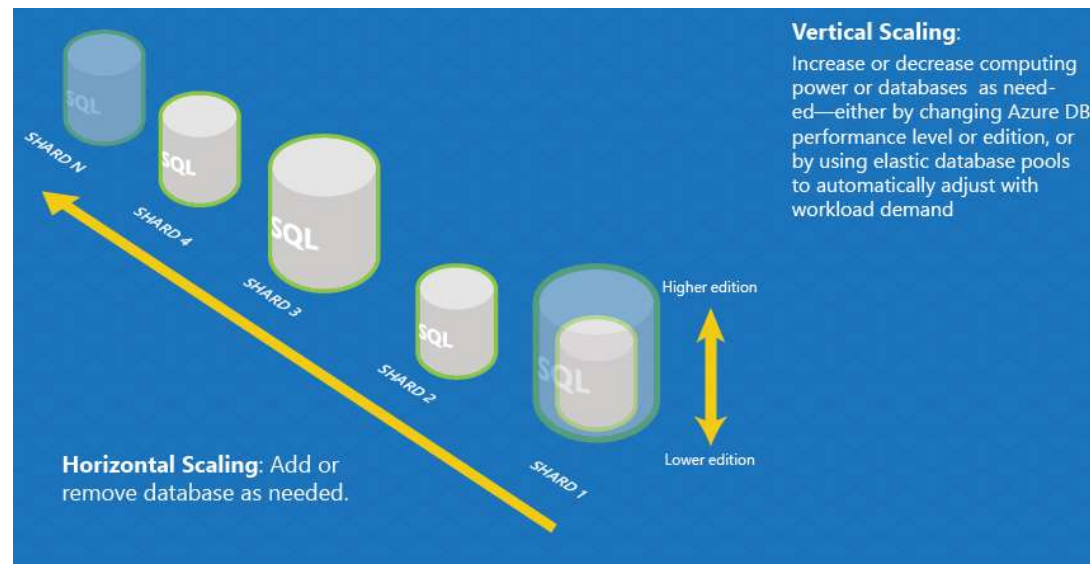 Vertical Scaling:
Increase or decrease computing
power or databases as need-
ed—either by changing Azure DB
performance level or edition, or
by using elastic database pools
to automatically adjust with
workload demand
SQL
SHARD N
SQL
SHARD 4
SQL
SHARD 3
SQL
SHARD 2
SQL
SHARD 1
Higher edition
Lower edition
Horizontal Scaling: Add or
remove database as needed.